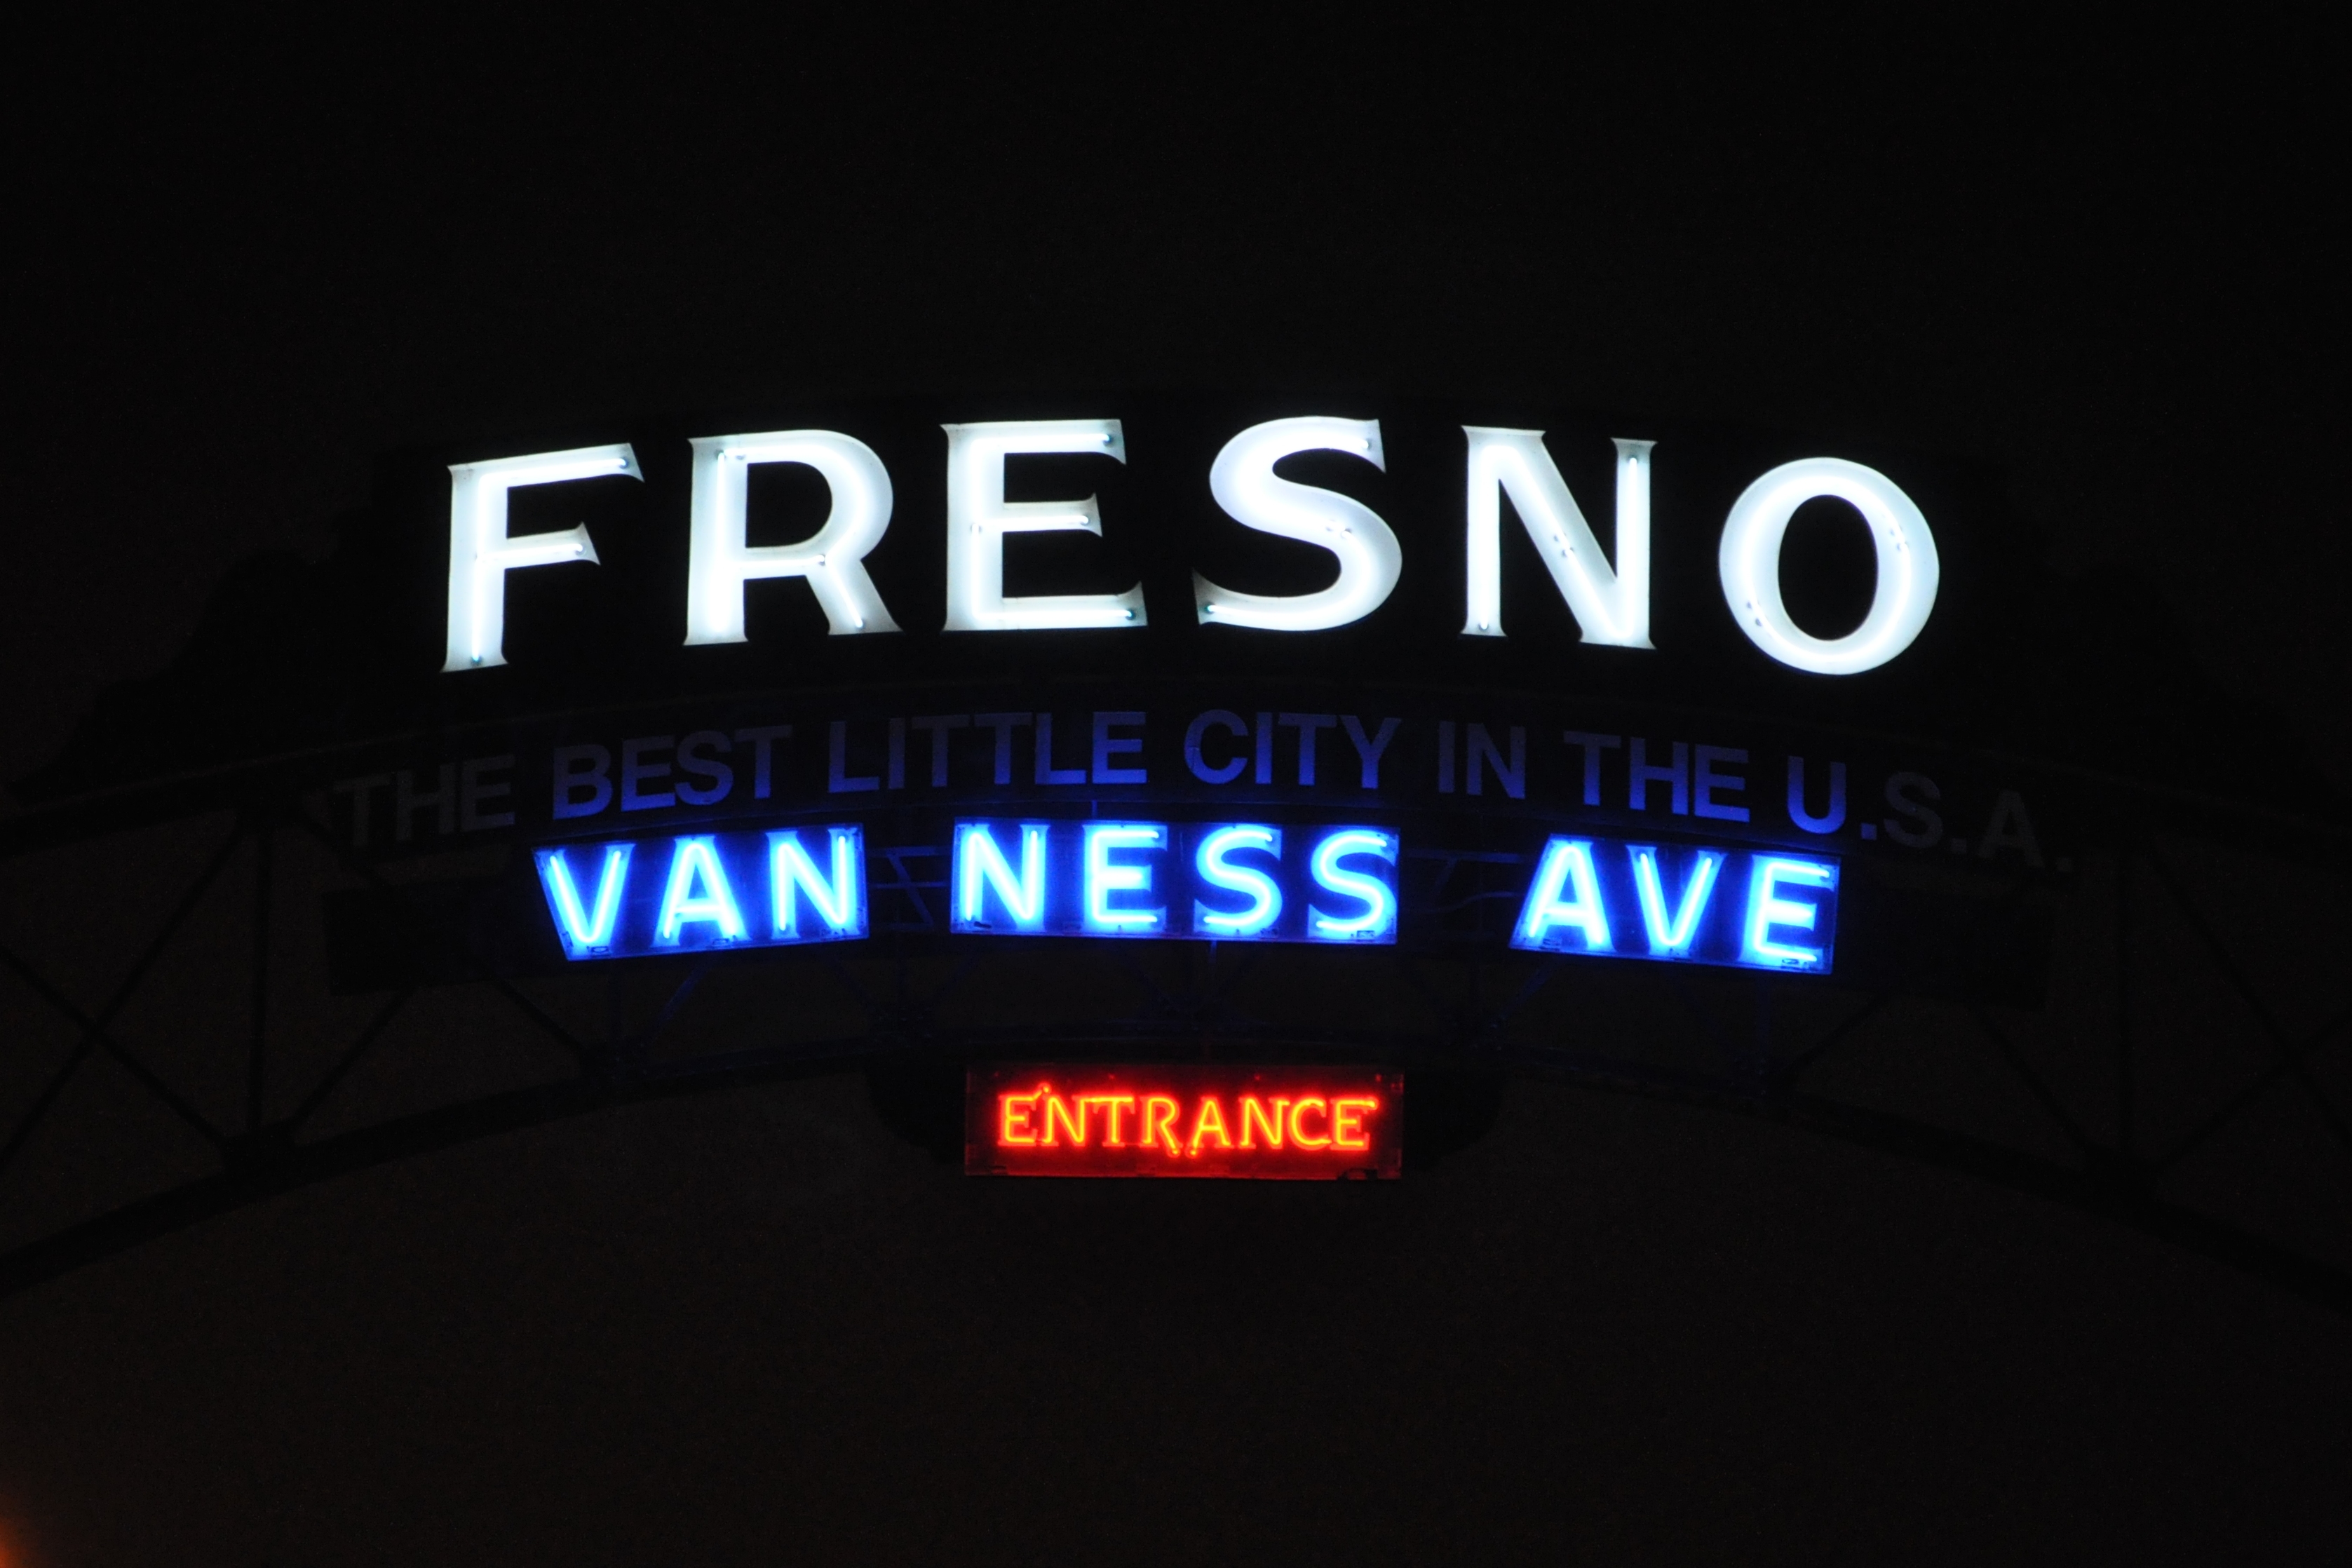 FRESNO
THE BEST LITTLE CITY IN THE U.S.A.
VAN NESS AVE
ENTRANCE